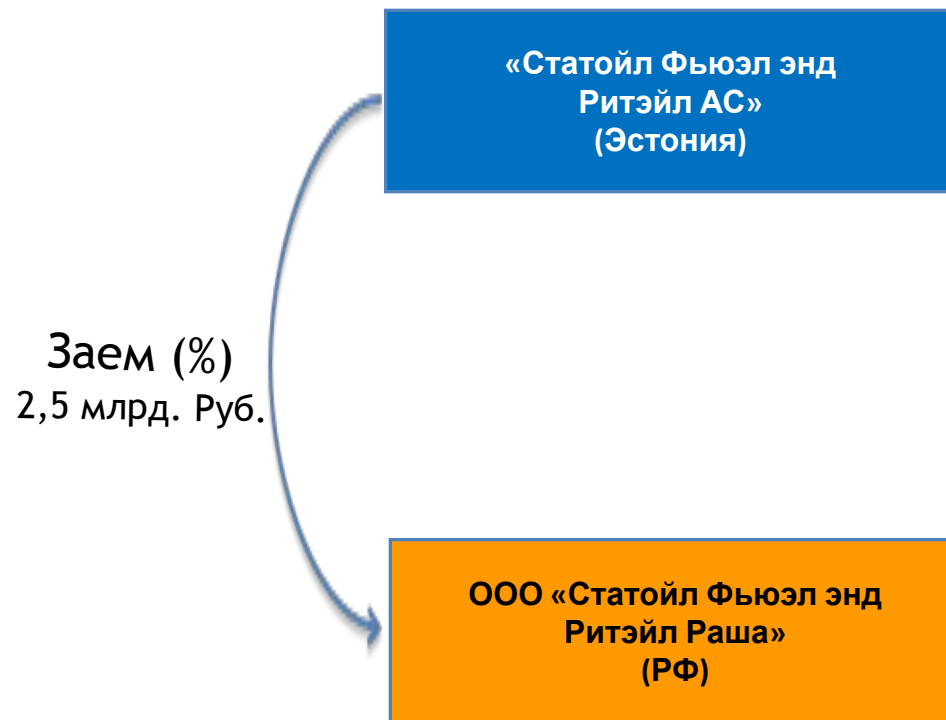 «Статойл Фьюэл энд
Ритэйл АС»
(Эстония)
Заем (%)
2,5 млрд. Руб.
ООО «Статойл Фьюэл энд
Ритэйл Раша»
(РФ)